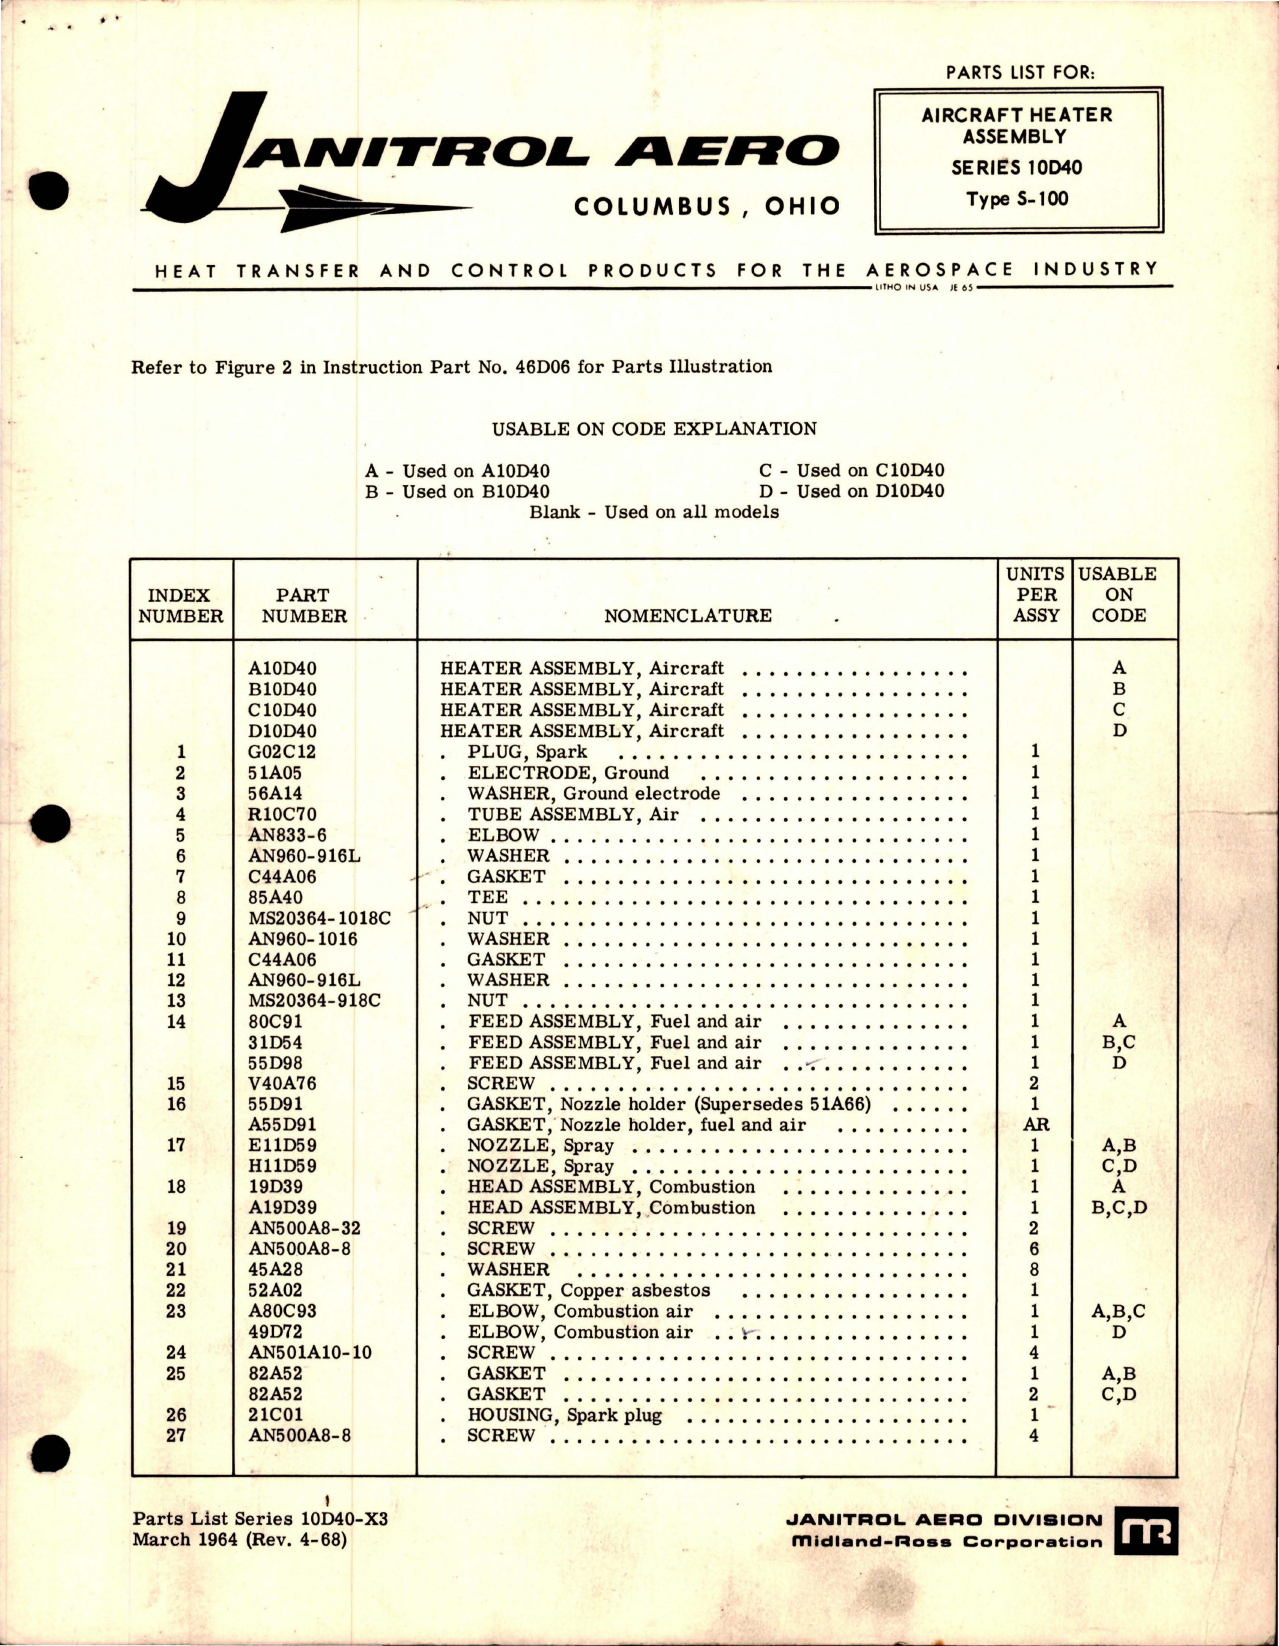 PARTS LIST FOR:
AIRCRAFT HEATER
ASSEMBLY
SERIES 10D40
Type S-100
JANITROL AERO
COLUMBUS, OHIO
HEAT TRANSFER AND CONTROL PRODUCTS FOR THE AEROSPACE INDUSTRY
LITHO IN USA JE 65
Refer to Figure 2 in Instruction Part No. 46D06 for Parts Illustration
USABLE ON CODE EXPLANATION
A - Used on A10D40 C - Used on C10D40
B - Used on B10D40 D - Used on D10D40
Blank - Used on all models
INDEX NUMBER PART NUMBER NOMENCLATURE UNITS PER ASSY USABLE ON CODE
A10D40 HEATER ASSEMBLY, Aircraft . . . . . . . . . . . . . . . . . A
B10D40 HEATER ASSEMBLY, Aircraft . . . . . . . . . . . . . . . . . B
C10D40 HEATER ASSEMBLY, Aircraft . . . . . . . . . . . . . . . . . C
D10D40 HEATER ASSEMBLY, Aircraft . . . . . . . . . . . . . . . . . D
1 G02C12 . PLUG, Spark . . . . . . . . . . . . . . . . . . . . . . . . . . 1
2 51A05 . ELECTRODE, Ground . . . . . . . . . . . . . . . . . . . . 1
3 56A14 . WASHER, Ground electrode . . . . . . . . . . . . . . . . . 1
4 R10C70 . TUBE ASSEMBLY, Air . . . . . . . . . . . . . . . . . . . . 1
5 AN833-6 . ELBOW . . . . . . . . . . . . . . . . . . . . . . . . . . . . . . . 1
6 AN960-916L . WASHER . . . . . . . . . . . . . . . . . . . . . . . . . . . . . . 1
7 C44A06 . GASKET . . . . . . . . . . . . . . . . . . . . . . . . . . . . . . 1
8 85A40 . TEE . . . . . . . . . . . . . . . . . . . . . . . . . . . . . . . . . 1
9 MS20364-1018C . NUT . . . . . . . . . . . . . . . . . . . . . . . . . . . . . . . . . 1
10 AN960-1016 . WASHER . . . . . . . . . . . . . . . . . . . . . . . . . . . . . . 1
11 C44A06 . GASKET . . . . . . . . . . . . . . . . . . . . . . . . . . . . . . 1
12 AN960-916L . WASHER . . . . . . . . . . . . . . . . . . . . . . . . . . . . . . 1
13 MS20364-918C . NUT . . . . . . . . . . . . . . . . . . . . . . . . . . . . . . . . . 1
14 80C91 . FEED ASSEMBLY, Fuel and air . . . . . . . . . . . . . . 1 A
31D54 . FEED ASSEMBLY, Fuel and air . . . . . . . . . . . . . . 1 B,C
55D98 . FEED ASSEMBLY, Fuel and air . . . . . . . . . . . . . . 1 D
15 V40A76 . SCREW . . . . . . . . . . . . . . . . . . . . . . . . . . . . . . . 2
16 55D91 . GASKET, Nozzle holder (Supersedes 51A66) . . . . . . 1
A55D91 . GASKET, Nozzle holder, fuel and air . . . . . . . . . . AR
17 E11D59 . NOZZLE, Spray . . . . . . . . . . . . . . . . . . . . . . . . . 1 A,B
H11D59 . NOZZLE, Spray . . . . . . . . . . . . . . . . . . . . . . . . . 1 C,D
18 19D39 . HEAD ASSEMBLY, Combustion . . . . . . . . . . . . . . 1 A
A19D39 . HEAD ASSEMBLY, Combustion . . . . . . . . . . . . . . 1 B,C,D
19 AN500A8-32 . SCREW . . . . . . . . . . . . . . . . . . . . . . . . . . . . . . . 2
20 AN500A8-8 . SCREW . . . . . . . . . . . . . . . . . . . . . . . . . . . . . . . 6
21 45A28 . WASHER . . . . . . . . . . . . . . . . . . . . . . . . . . . . . 8
22 52A02 . GASKET, Copper asbestos . . . . . . . . . . . . . . . . . 1
23 A80C93 . ELBOW, Combustion air . . . . . . . . . . . . . . . . . . . 1 A,B,C
49D72 . ELBOW, Combustion air . . . . . . . . . . . . . . . . . . . 1 D
24 AN501A10-10 . SCREW . . . . . . . . . . . . . . . . . . . . . . . . . . . . . . . 4
25 82A52 . GASKET . . . . . . . . . . . . . . . . . . . . . . . . . . . . . . 1 A,B
82A52 . GASKET . . . . . . . . . . . . . . . . . . . . . . . . . . . . . . 2 C,D
26 21C01 . HOUSING, Spark plug . . . . . . . . . . . . . . . . . . . . . 1
27 AN500A8-8 . SCREW . . . . . . . . . . . . . . . . . . . . . . . . . . . . . . . 4
Parts List Series 10D40-X3
March 1964 (Rev. 4-68)
JANITROL AERO DIVISION
Midland-Ross Corporation
MR